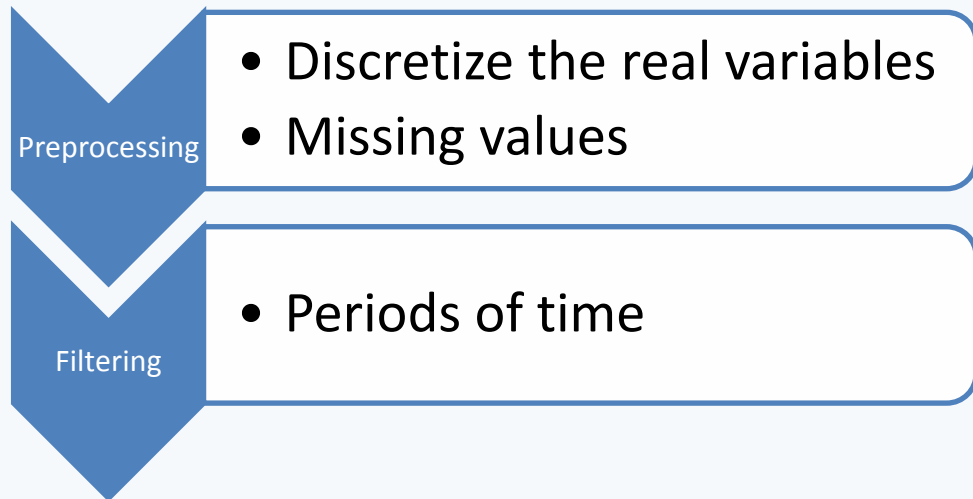 Preprocessing
• Discretize the real variables
• Missing values
Filtering
• Periods of time